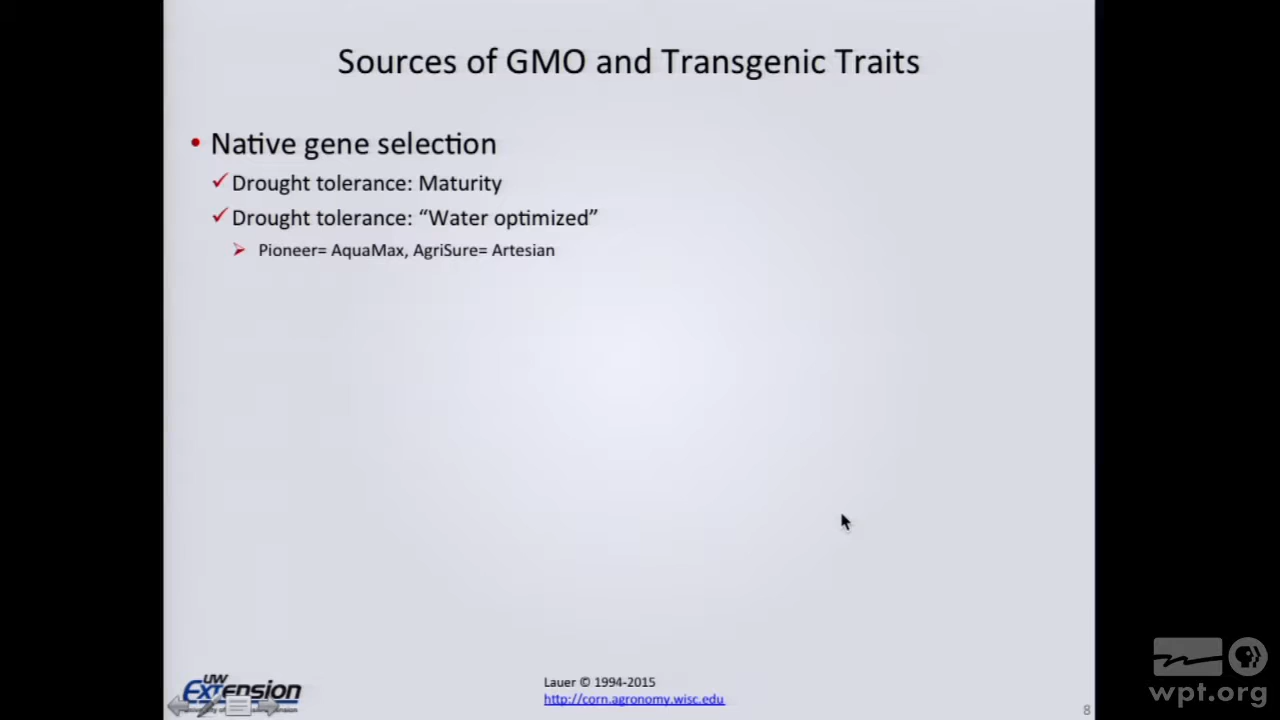 Sources of GMO and Transgenic Traits
• Native gene selection
✓ Drought tolerance: Maturity
✓ Drought tolerance: “Water optimized”
➢ Pioneer= AquaMax, AgriSure= Artesian
UW
Extension
Lauer © 1994-2015
http://corn.agronomy.wisc.edu
8
wpt.org